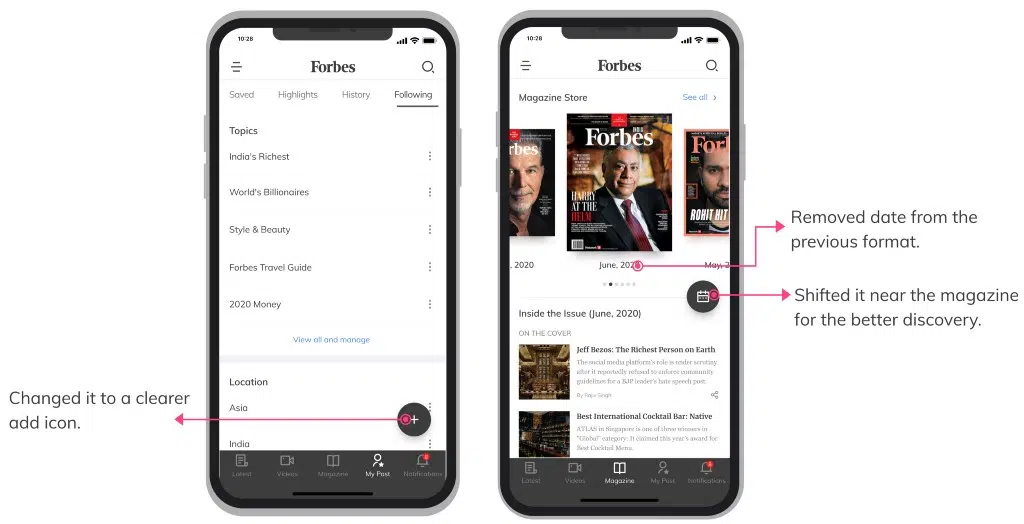 10:28
Forbes
Saved Highlights History Following
Topics
India's Richest
World's Billionaires
Style & Beauty
Forbes Travel Guide
2020 Money
View all and manage
Location
Asia
India
Latest Videos Magazine My Post Notifications
Changed it to a clearer
add icon.
10:28
Forbes
Magazine Store See all
rbes
Forbes
INDIA
HARRY
AT THE
HELM
For
ROHIT HIT
, 2020 June, 202 May, 2
Inside the Issue (June, 2020)
ON THE COVER
Jeff Bezos: The Richest Person on Earth
The social media platform's role is under scrutiny
after it reportedly refused to enforce community
guidelines for a BJP leader's hate speech post
By Rajiv Singh
Best International Cocktail Bar: Native
ATLAS in Singapore is one of three winners in
"Global" category. It claimed this year's award for
Best Cocktail Menu.
Latest Videos Magazine My Post Notifications
Removed date from the
previous format.
Shifted it near the magazine
for the better discovery.